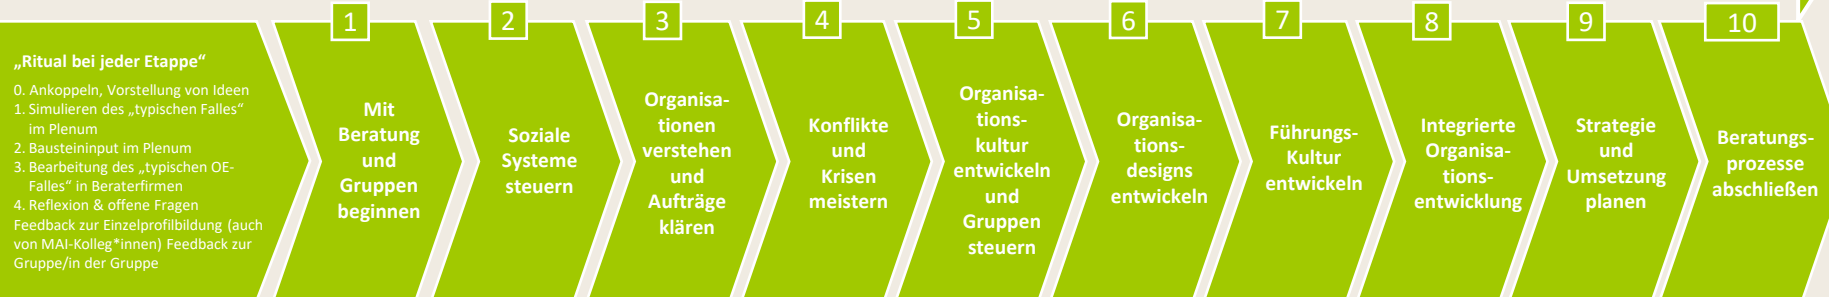 „Ritual bei jeder Etappe“
0. Ankoppeln, Vorstellung von Ideen
1. Simulieren des „typischen Falles“
im Plenum
2. Bausteininput im Plenum
3. Bearbeitung des „typischen OE-
Falles“ in Beraterfirmen
4. Reflexion & offene Fragen
Feedback zur Einzelprofilbildung (auch
von MAI-Kolleg*innen) Feedback zur
Gruppe/in der Gruppe
1
Mit
Beratung
und
Gruppen
beginnen
2
Soziale
Systeme
steuern
3
Organisa-
tionen
verstehen
und
Aufträge
klären
4
Konflikte
und
Krisen
meistern
5
Organisa-
tions-
kultur
entwickeln
und
Gruppen
steuern
6
Organisa-
tions-
designs
entwickeln
7
Führungs-
Kultur
entwickeln
8
Integrierte
Organisa-
tions-
entwicklung
9
Strategie
und
Umsetzung
planen
10
Beratungs-
prozesse
abschließen